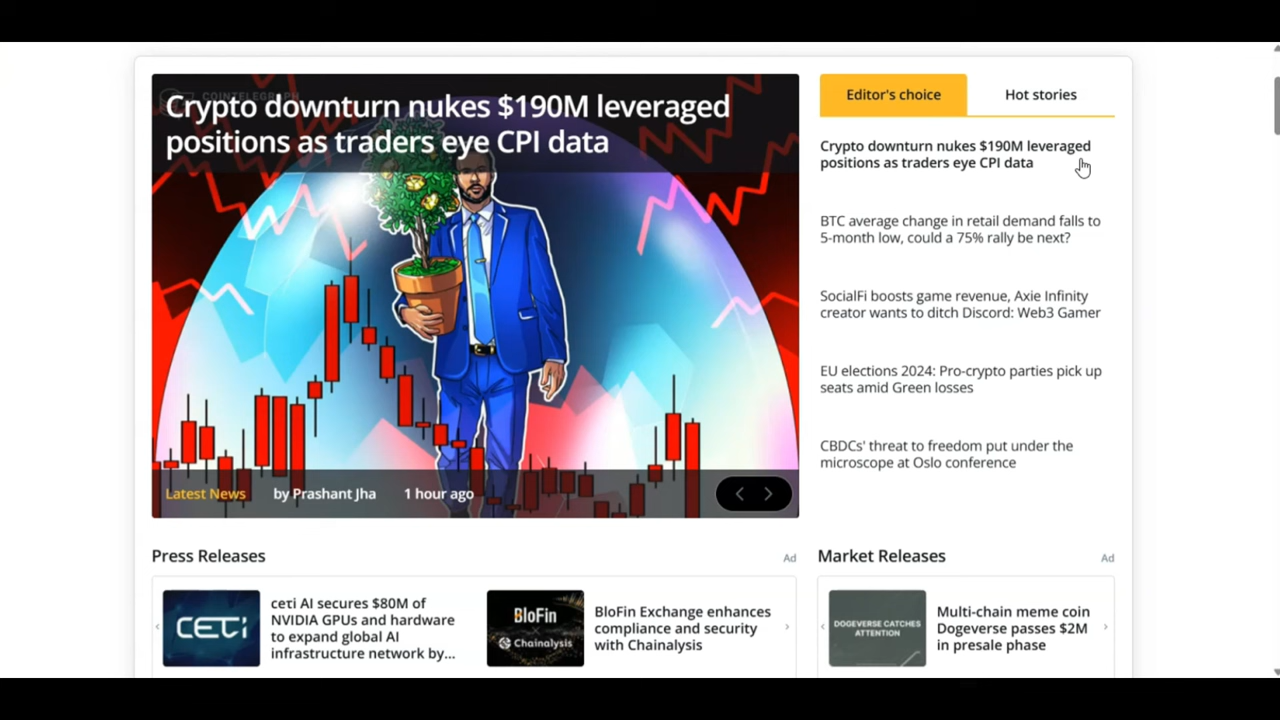 COINTELEGRAPH
Crypto downturn nukes $190M leveraged
positions as traders eye CPI data
Latest News by Prashant Jha 1 hour ago
Editor's choice Hot stories
Crypto downturn nukes $190M leveraged
positions as traders eye CPI data
BTC average change in retail demand falls to
5-month low, could a 75% rally be next?
SocialFi boosts game revenue, Axie Infinity
creator wants to ditch Discord: Web3 Gamer
EU elections 2024: Pro-crypto parties pick up
seats amid Green losses
CBDCs' threat to freedom put under the
microscope at Oslo conference
Press Releases Ad
CETI
ceτi AI secures $80M of
NVIDIA GPUs and hardware
to expand global AI
infrastructure network by...
BloFin
×
Chainalysis
BloFin Exchange enhances
compliance and security
with Chainalysis
Market Releases Ad
DOGEVERSE CATCHES
ATTENTION
Multi-chain meme coin
Dogeverse passes $2M
in presale phase